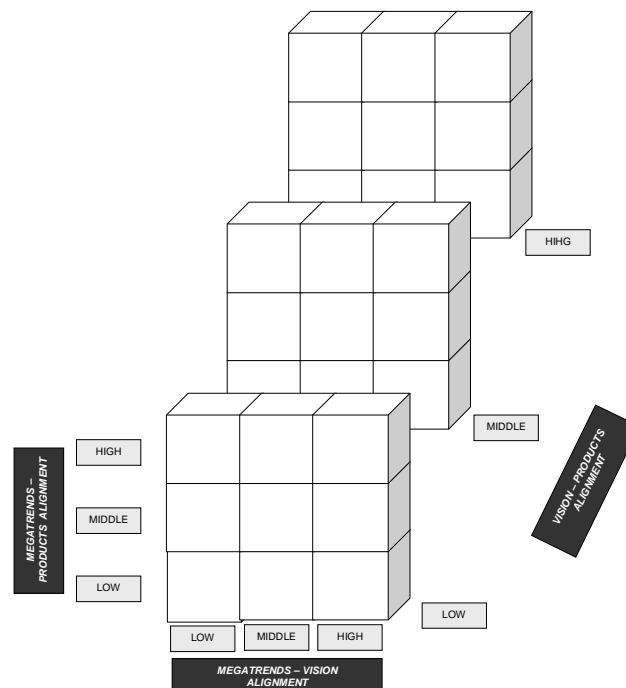 HIHG
MIDDLE
VISION – PRODUCTS
ALIGNMENT
HIGH
MEGATRENDS –
PRODUCTS ALIGNMENT
MIDDLE
LOW
LOW
LOW
MIDDLE
HIGH
MEGATRENDS – VISION
ALIGNMENT